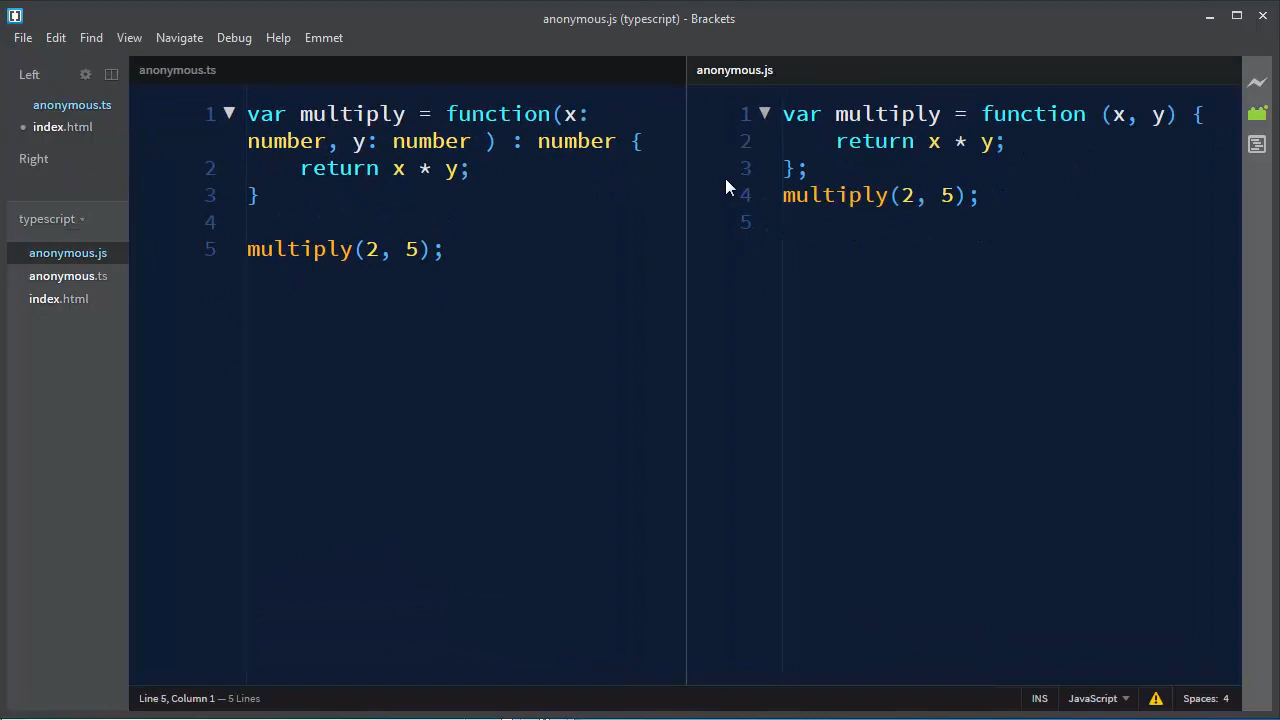 anonymous.js (typescript) - Brackets
File Edit Find View Navigate Debug Help Emmet
Left
anonymous.ts
index.html
Right
typescript
anonymous.js
anonymous.ts
index.html
anonymous.ts
1 var multiply = function(x:
number, y: number ) : number {
2 return x * y;
3 }
4
5 multiply(2, 5);
anonymous.js
1 var multiply = function (x, y) {
2 return x * y;
3 };
4 multiply(2, 5);
5
Line 5, Column 1 — 5 Lines
INS JavaScript Spaces: 4